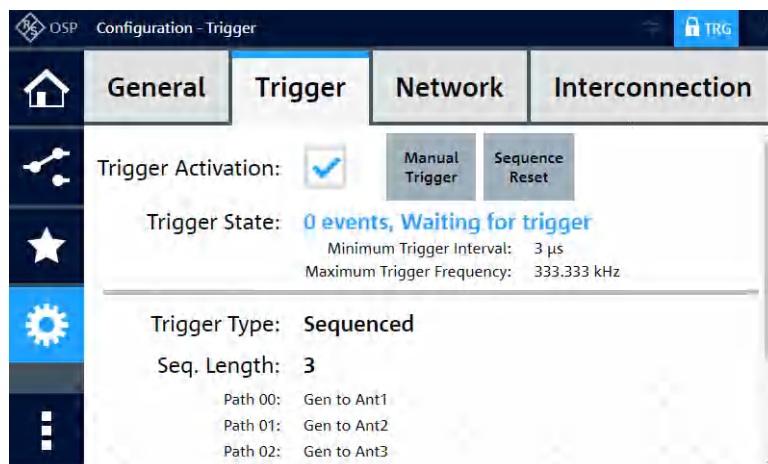 R&S OSP Configuration - Trigger TRG
General Trigger Network Interconnection
Trigger Activation: Manual Trigger Sequence Reset
Trigger State: 0 events, Waiting for trigger
Minimum Trigger Interval: 3 µs
Maximum Trigger Frequency: 333.333 kHz
Trigger Type: Sequenced
Seq. Length: 3
Path 00: Gen to Ant1
Path 01: Gen to Ant2
Path 02: Gen to Ant3